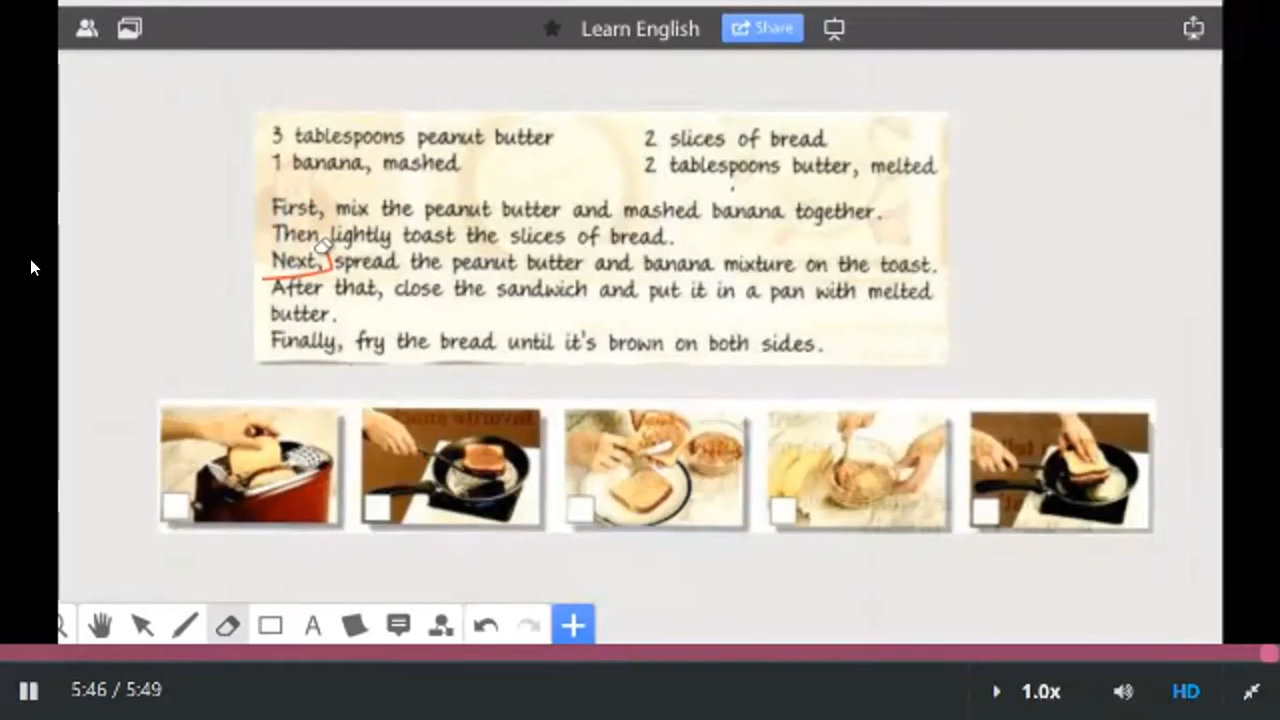 Learn English
Share
3 tablespoons peanut butter
2 slices of bread
1 banana, mashed
2 tablespoons butter, melted
First, mix the peanut butter and mashed banana together.
Then lightly toast the slices of bread.
Next, spread the peanut butter and banana mixture on the toast.
After that, close the sandwich and put it in a pan with melted
butter.
Finally, fry the bread until it's brown on both sides.
A
5:46 / 5:49
1.0x
HD